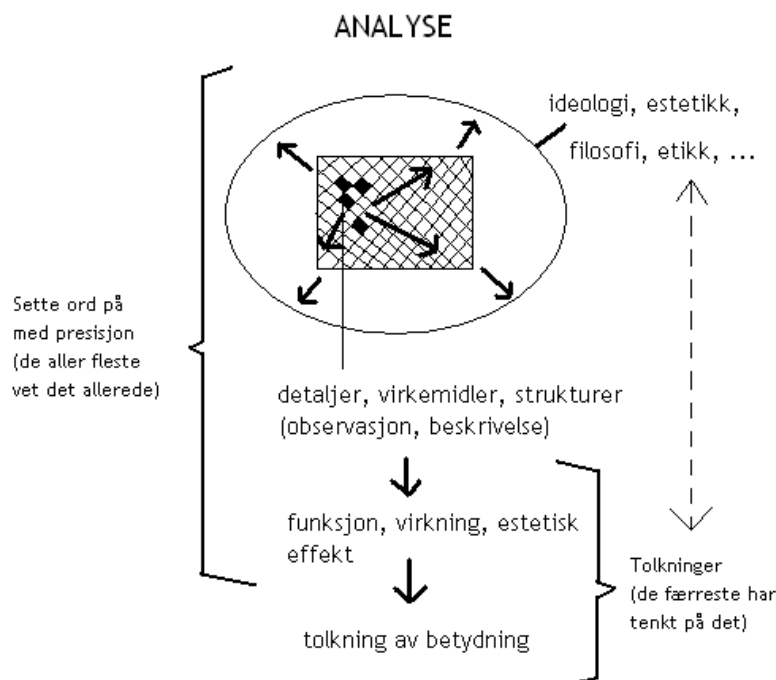 ANALYSE
ideologi, estetikk,
filosofi, etikk, ...
Sette ord på
med presisjon
(de aller fleste
vet det allerede)
detaljer, virkemidler, strukturer
(observasjon, beskrivelse)
funksjon, virkning, estetisk
effekt
tolkning av betydning
Tolkninger
(de færreste har
tenkt på det)